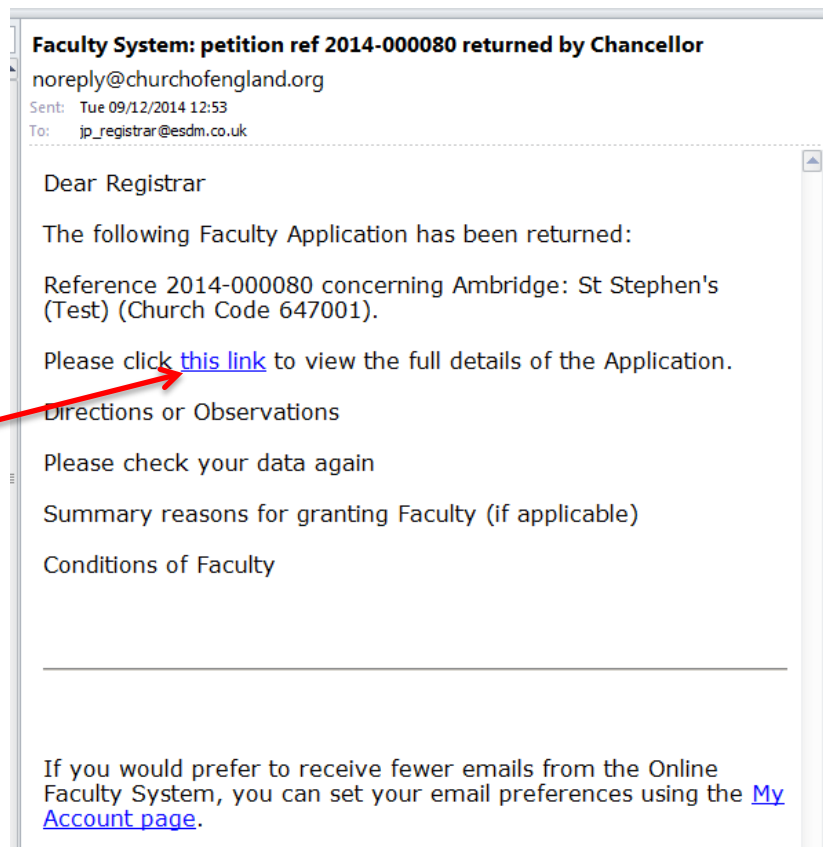 Faculty System: petition ref 2014-000080 returned by Chancellor
noreply@churchofengland.org
Sent: Tue 09/12/2014 12:53
To: jp_registrar@esdm.co.uk
Dear Registrar
The following Faculty Application has been returned:
Reference 2014-000080 concerning Ambridge: St Stephen's
(Test) (Church Code 647001).
Please click this link to view the full details of the Application.
Directions or Observations
Please check your data again
Summary reasons for granting Faculty (if applicable)
Conditions of Faculty
If you would prefer to receive fewer emails from the Online
Faculty System, you can set your email preferences using the My
Account page.